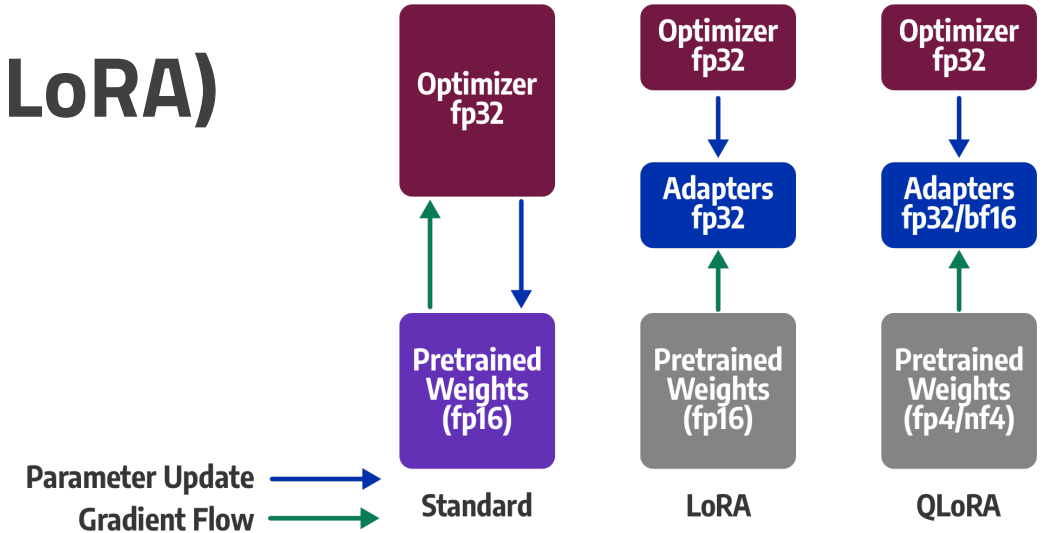 LoRA)
Optimizer
fp32
Pretrained
Weights
(fp16)
Standard
Optimizer
fp32
Adapters
fp32
Pretrained
Weights
(fp16)
LoRA
Optimizer
fp32
Adapters
fp32/bf16
Pretrained
Weights
(fp4/nf4)
QLoRA
Parameter Update
Gradient Flow